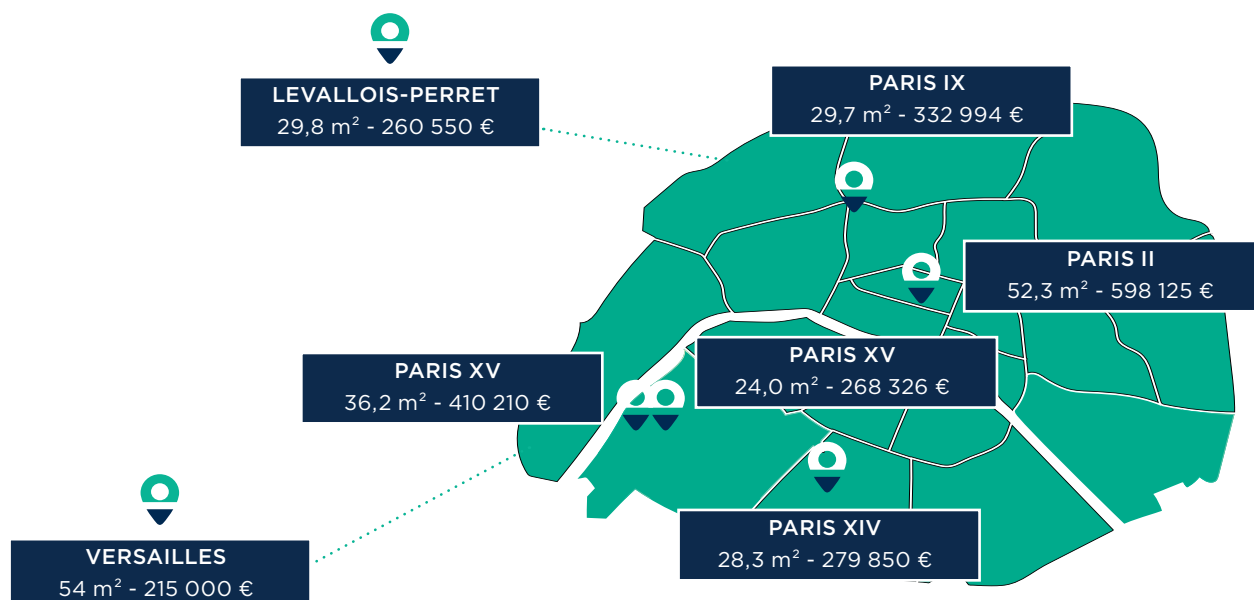 LEVALLOIS-PERRET
29,8 m² - 260 550 €
PARIS IX
29,7 m² - 332 994 €
PARIS II
52,3 m² - 598 125 €
PARIS XV
36,2 m² - 410 210 €
PARIS XV
24,0 m² - 268 326 €
PARIS XIV
28,3 m² - 279 850 €
VERSAILLES
54 m² - 215 000 €